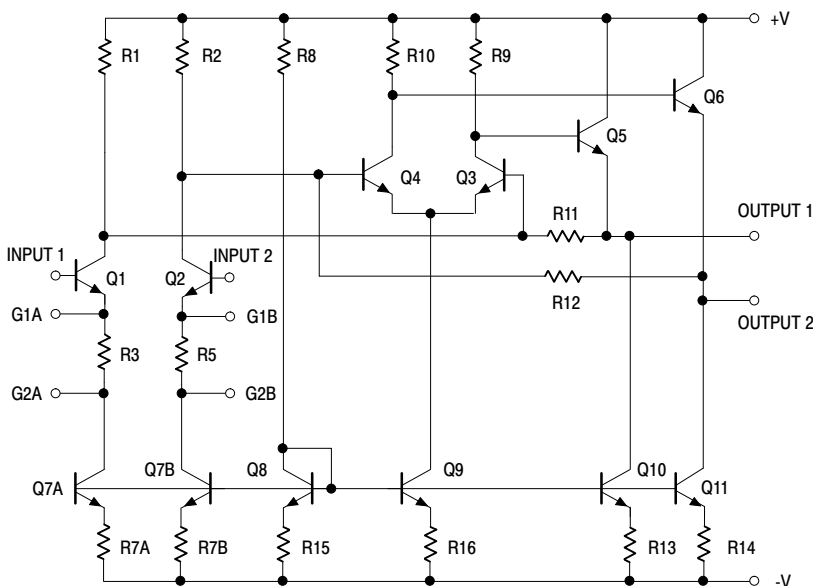 +V
R1 R2 R8 R10 R9
Q6
Q5
Q4 Q3
R11 OUTPUT 1
INPUT 1 INPUT 2
Q1 Q2
R12
G1A G1B OUTPUT 2
R3 R5
G2A G2B
Q7B Q8 Q9 Q10
Q7A Q11
R7A R7B R15 R16 R13 R14
-V